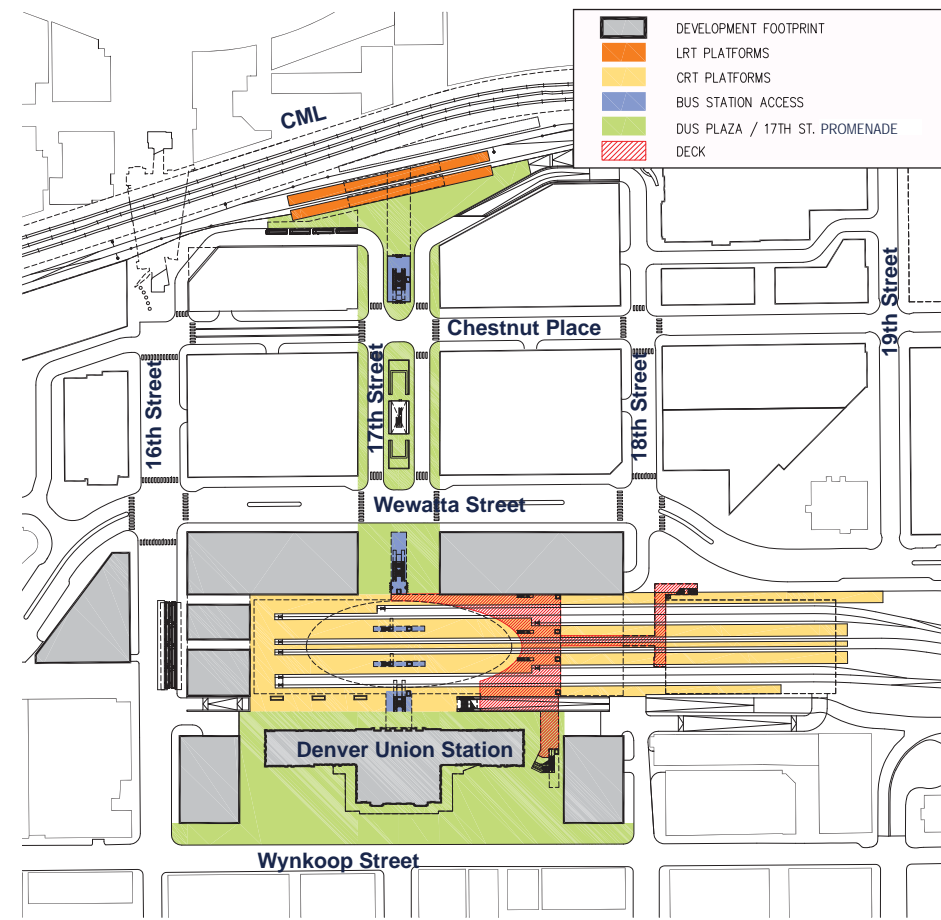 DEVELOPMENT FOOTPRINT
LRT PLATFORMS
CRT PLATFORMS
BUS STATION ACCESS
DUS PLAZA / 17TH ST. PROMENADE
DECK
CML
Chestnut Place
16th Street
17th Street
18th Street
19th Street
Wewatta Street
Denver Union Station
Wynkoop Street